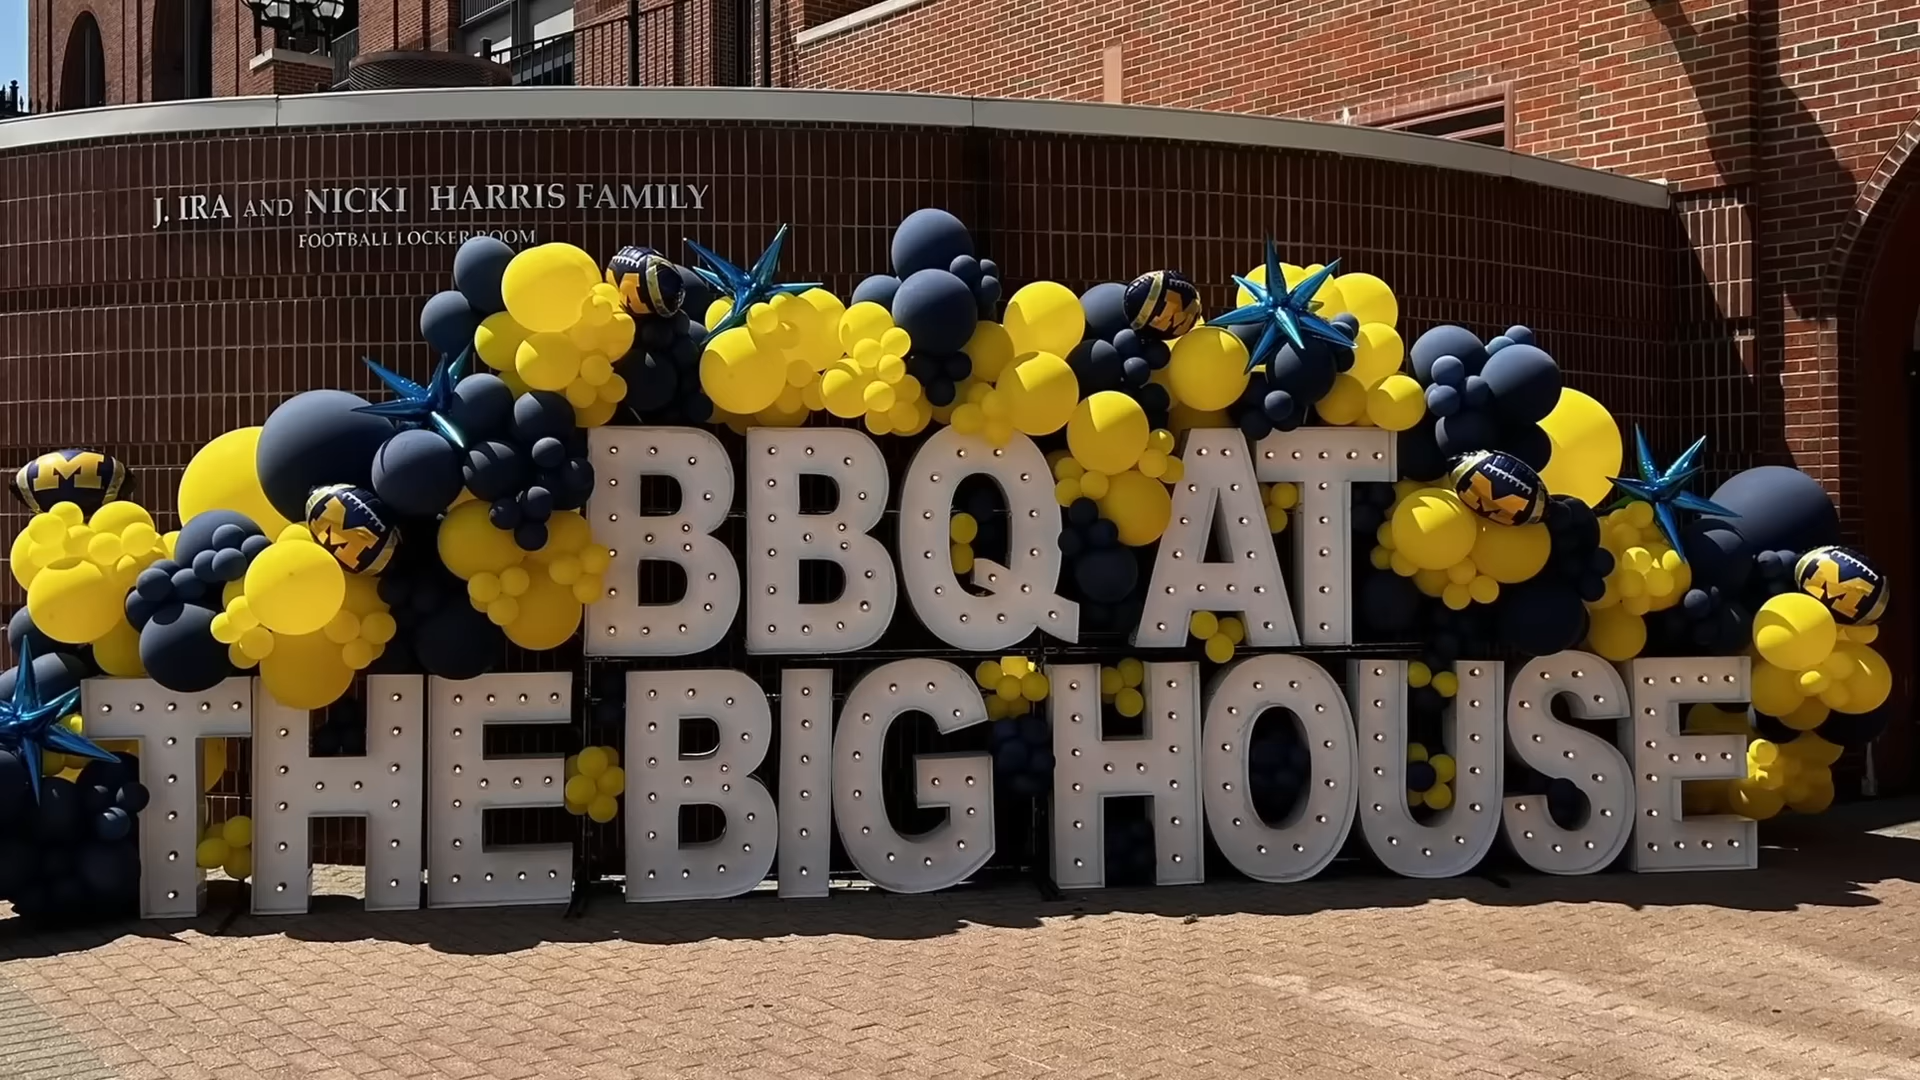 J. IRA AND NICKI HARRIS FAMILY
FOOTBALL LOCKER ROOM
M
M
M
M
M
M
BBQ AT
THE BIG HOUSE